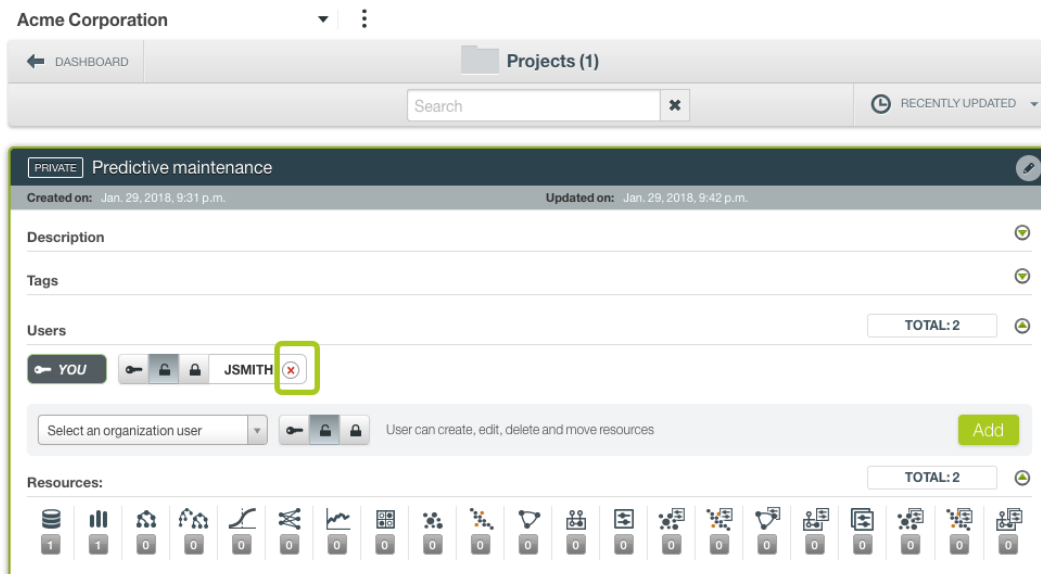 Acme Corporation
DASHBOARD
Projects (1)
Search
RECENTLY UPDATED
PRIVATE Predictive maintenance
Created on: Jan. 29, 2018, 9:31 p.m. Updated on: Jan. 29, 2018, 9:42 p.m.
Description
Tags
Users TOTAL: 2
YOU JSMITH
Select an organization user User can create, edit, delete and move resources Add
Resources: TOTAL: 2
1 1 0 0 0 0 0 0 0 0 0 0 0 0 0 0 0 0 0 0 0